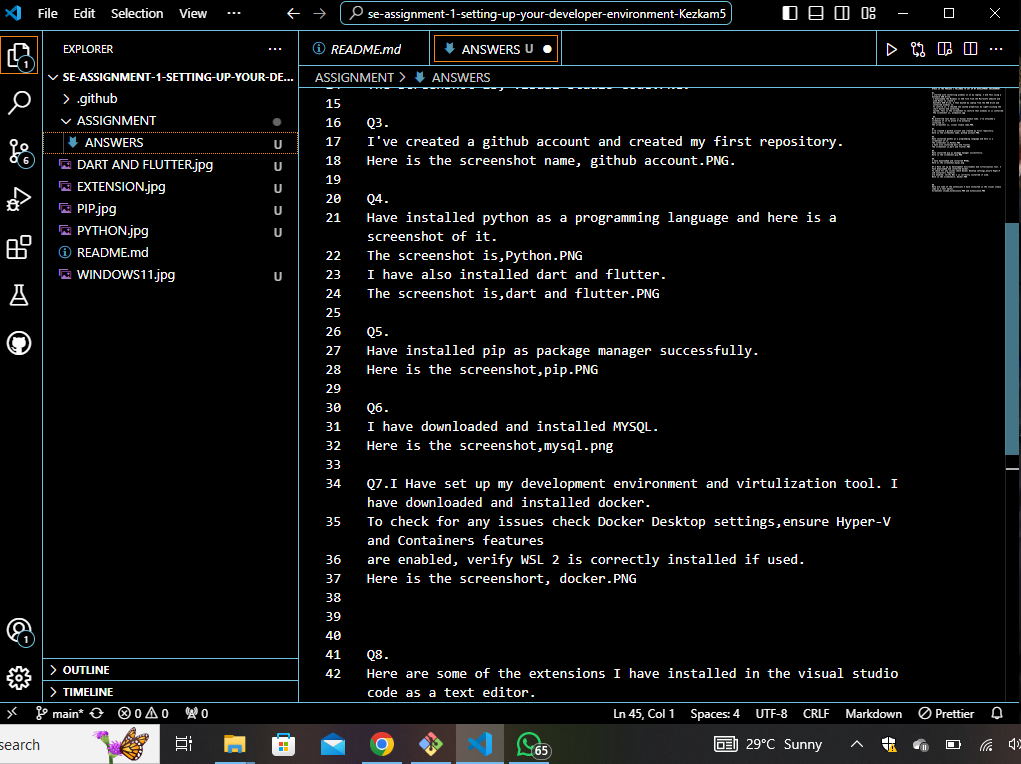 File Edit Selection View ··· se-assignment-1-setting-up-your-developer-environment-Kezkam5
EXPLORER ···
SE-ASSIGNMENT-1-SETTING-UP-YOUR-DE...
.github
ASSIGNMENT
ANSWERS U
DART AND FLUTTER.jpg U
EXTENSION.jpg U
PIP.jpg U
PYTHON.jpg U
README.md
WINDOWS11.jpg U
OUTLINE
TIMELINE
1
6
1
README.md ANSWERS U
ASSIGNMENT > ANSWERS
15
16 Q3.
17 I've created a github account and created my first repository.
18 Here is the screenshot name, github account.PNG.
19
20 Q4.
21 Have installed python as a programming language and here is a
screenshot of it.
22 The screenshot is,Python.PNG
23 I have also installed dart and flutter.
24 The screenshot is,dart and flutter.PNG
25
26 Q5.
27 Have installed pip as package manager successfully.
28 Here is the screenshot,pip.PNG
29
30 Q6.
31 I have downloaded and installed MYSQL.
32 Here is the screenshot,mysql.png
33
34 Q7.I Have set up my development environment and virtulization tool. I
have downloaded and installed docker.
35 To check for any issues check Docker Desktop settings,ensure Hyper-V
and Containers features
36 are enabled, verify WSL 2 is correctly installed if used.
37 Here is the screenshort, docker.PNG
38
39
40
41 Q8.
42 Here are some of the extensions I have installed in the visual studio
code as a text editor.
main* 0 0 0 Ln 45, Col 1 Spaces: 4 UTF-8 CRLF Markdown Prettier
search 65 29°C Sunny